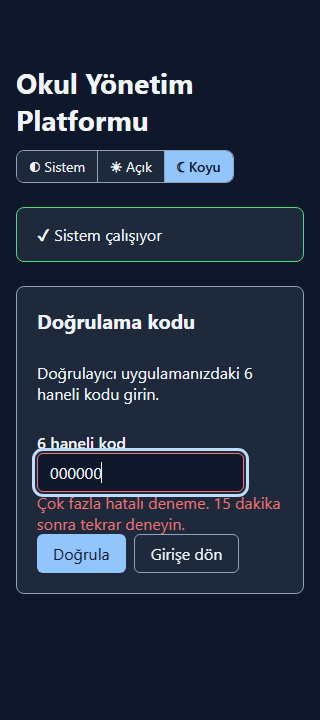 Okul Yönetim
Platformu
◐ Sistem ☀ Açık ☾ Koyu
✓ Sistem çalışıyor
Doğrulama kodu
Doğrulayıcı uygulamanızdaki 6
haneli kodu girin.
6 haneli kod
000000
Çok fazla hatalı deneme. 15 dakika
sonra tekrar deneyin.
Doğrula Girişe dön